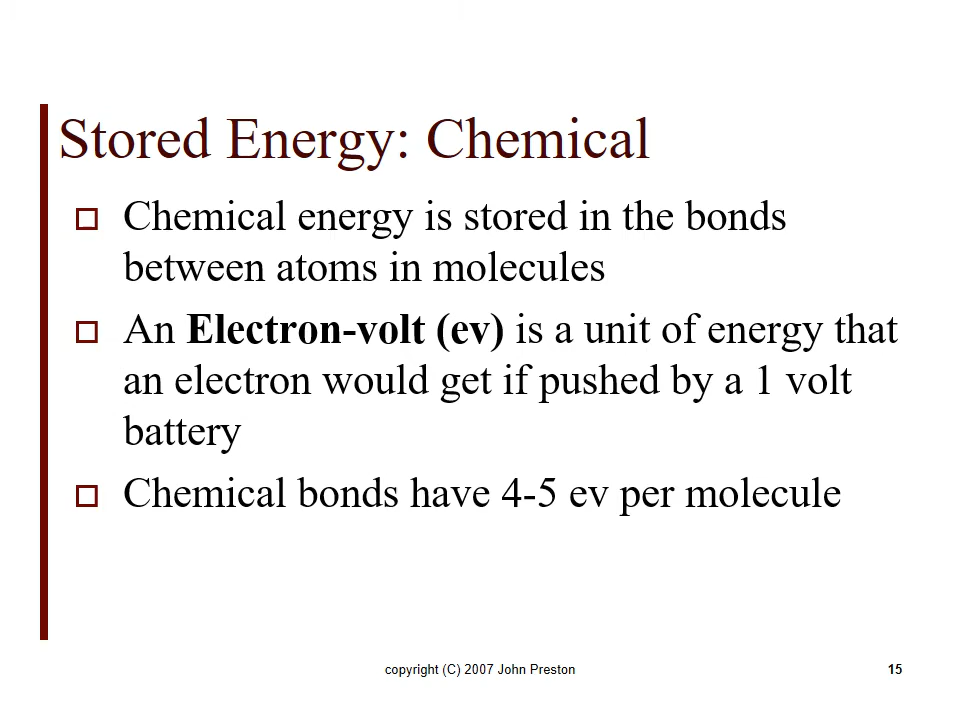 Stored Energy: Chemical
Chemical energy is stored in the bonds
between atoms in molecules
An Electron-volt (ev) is a unit of energy that
an electron would get if pushed by a 1 volt
battery
Chemical bonds have 4-5 ev per molecule
copyright (C) 2007 John Preston
15